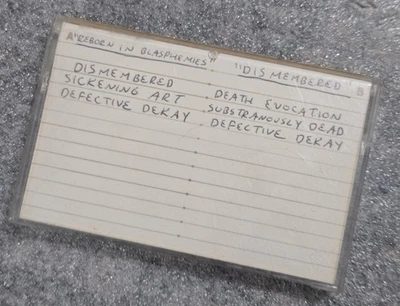 A "REBORN IN BLASPHEMIES" "DISMEMBERED" B
DISMEMBERED
SICKENING ART
DEFECTIVE DEKAY
DEATH EVOCATION
SUBSTRANOUSLY DEAD
DEFECTIVE DEKAY